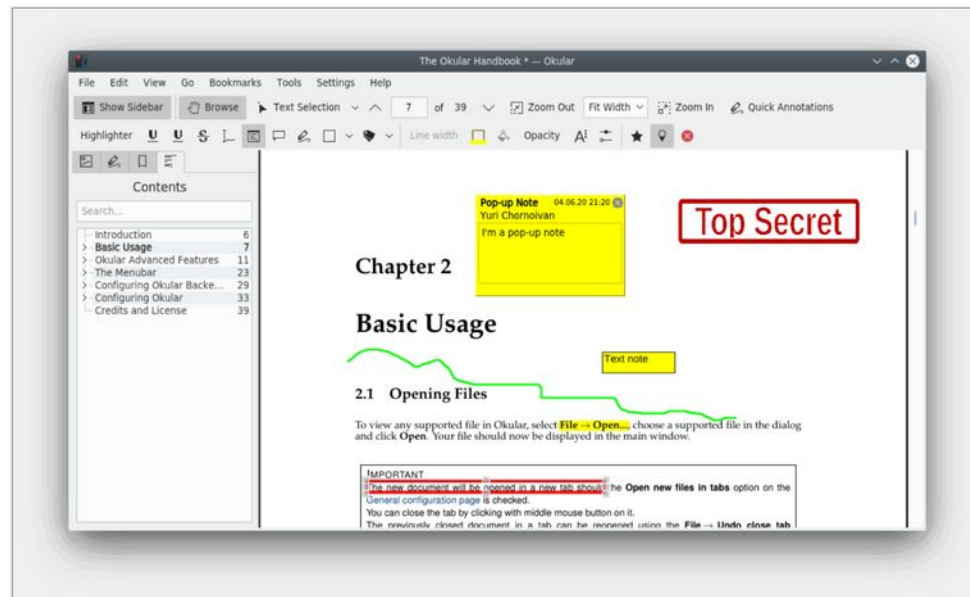 The Okular Handbook * — Okular
File Edit View Go Bookmarks Tools Settings Help
Show Sidebar Browse Text Selection 7 of 39 Zoom Out Fit Width Zoom In Quick Annotations
Highlighter U U S Line width Opacity A
Contents
Search...
Introduction 6
Basic Usage 7
Okular Advanced Features 11
The Menubar 23
Configuring Okular Backe... 29
Configuring Okular 33
Credits and License 39
Pop-up Note 04.06.20 21:20
Yuri Chornoivan
I'm a pop-up note
Top Secret
Chapter 2
Basic Usage
Text note
2.1 Opening Files
To view any supported file in Okular, select File → Open..., choose a supported file in the dialog
and click Open. Your file should now be displayed in the main window.
IMPORTANT
The new document will be opened in a new tab should he Open new files in tabs option on the
General configuration page is checked.
You can close the tab by clicking with middle mouse button on it.
The previously closed document in a tab can be reopened using the File → Undo close tab